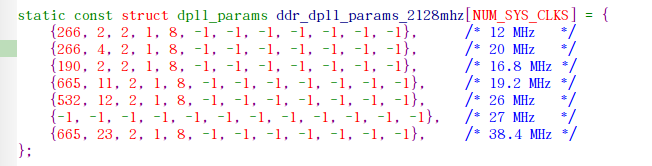 static const struct dpll_params ddr_dpll_params_2128mhz[NUM_SYS_CLKS] = {
    {266, 2, 2, 1, 8, -1, -1, -1, -1, -1, -1, -1},    /* 12 MHz   */
    {266, 4, 2, 1, 8, -1, -1, -1, -1, -1, -1, -1},    /* 20 MHz   */
    {190, 2, 2, 1, 8, -1, -1, -1, -1, -1, -1, -1},    /* 16.8 MHz */
    {665, 11, 2, 1, 8, -1, -1, -1, -1, -1, -1, -1},    /* 19.2 MHz */
    {532, 12, 2, 1, 8, -1, -1, -1, -1, -1, -1, -1},    /* 26 MHz   */
    {-1, -1, -1, -1, -1, -1, -1, -1, -1, -1, -1, -1},    /* 27 MHz   */
    {665, 23, 2, 1, 8, -1, -1, -1, -1, -1, -1, -1},    /* 38.4 MHz */
};